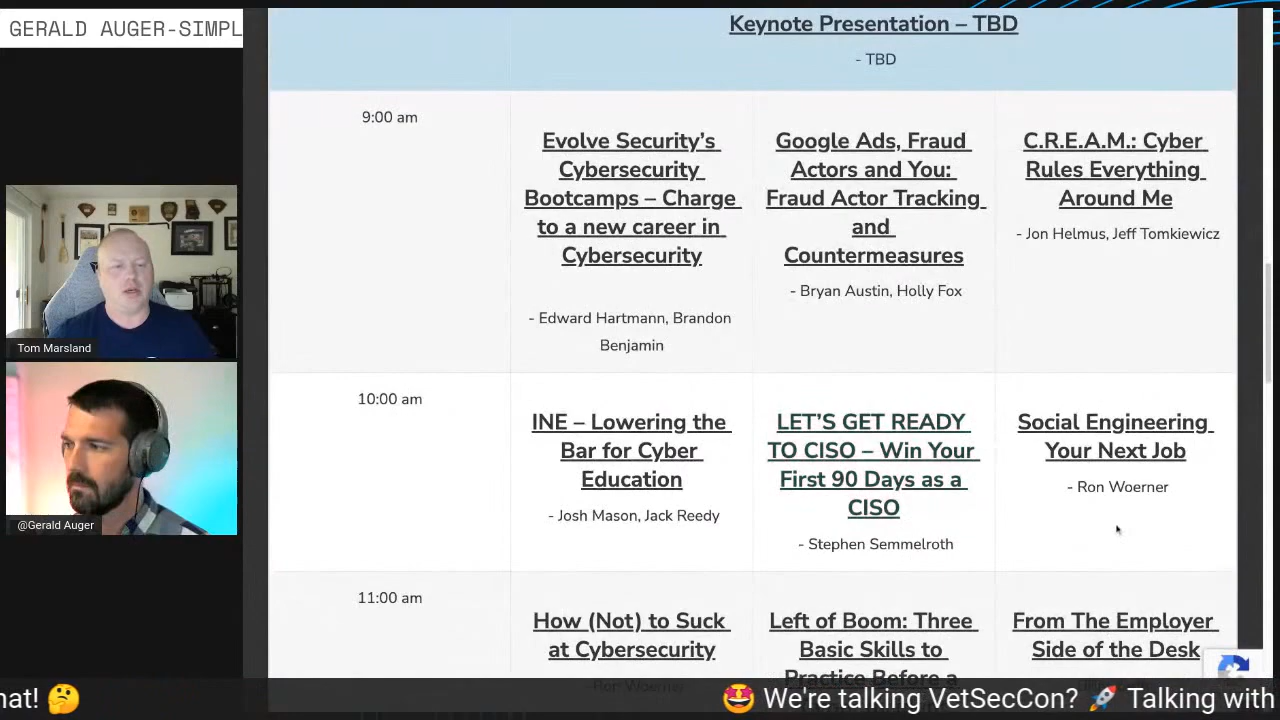 GERALD AUGER-SIMPL
Keynote Presentation – TBD
- TBD
9:00 am
Evolve Security’s
Cybersecurity
Bootcamps – Charge
to a new career in
Cybersecurity
- Edward Hartmann, Brandon
Benjamin
Google Ads, Fraud
Actors and You:
Fraud Actor Tracking
and
Countermeasures
- Bryan Austin, Holly Fox
C.R.E.A.M.: Cyber
Rules Everything
Around Me
- Jon Helmus, Jeff Tomkiewicz
Tom Marsland
@Gerald Auger
10:00 am
INE – Lowering the
Bar for Cyber
Education
- Josh Mason, Jack Reedy
LET’S GET READY
TO CISO – Win Your
First 90 Days as a
CISO
- Stephen Semmelroth
Social Engineering
Your Next Job
- Ron Woerner
11:00 am
How (Not) to Suck
at Cybersecurity
- Ron Woerner
Left of Boom: Three
Basic Skills to
Practice Before a
From The Employer
Side of the Desk
hat! 🤔 🤩 We're talking VetSecCon? 🚀 Talking with